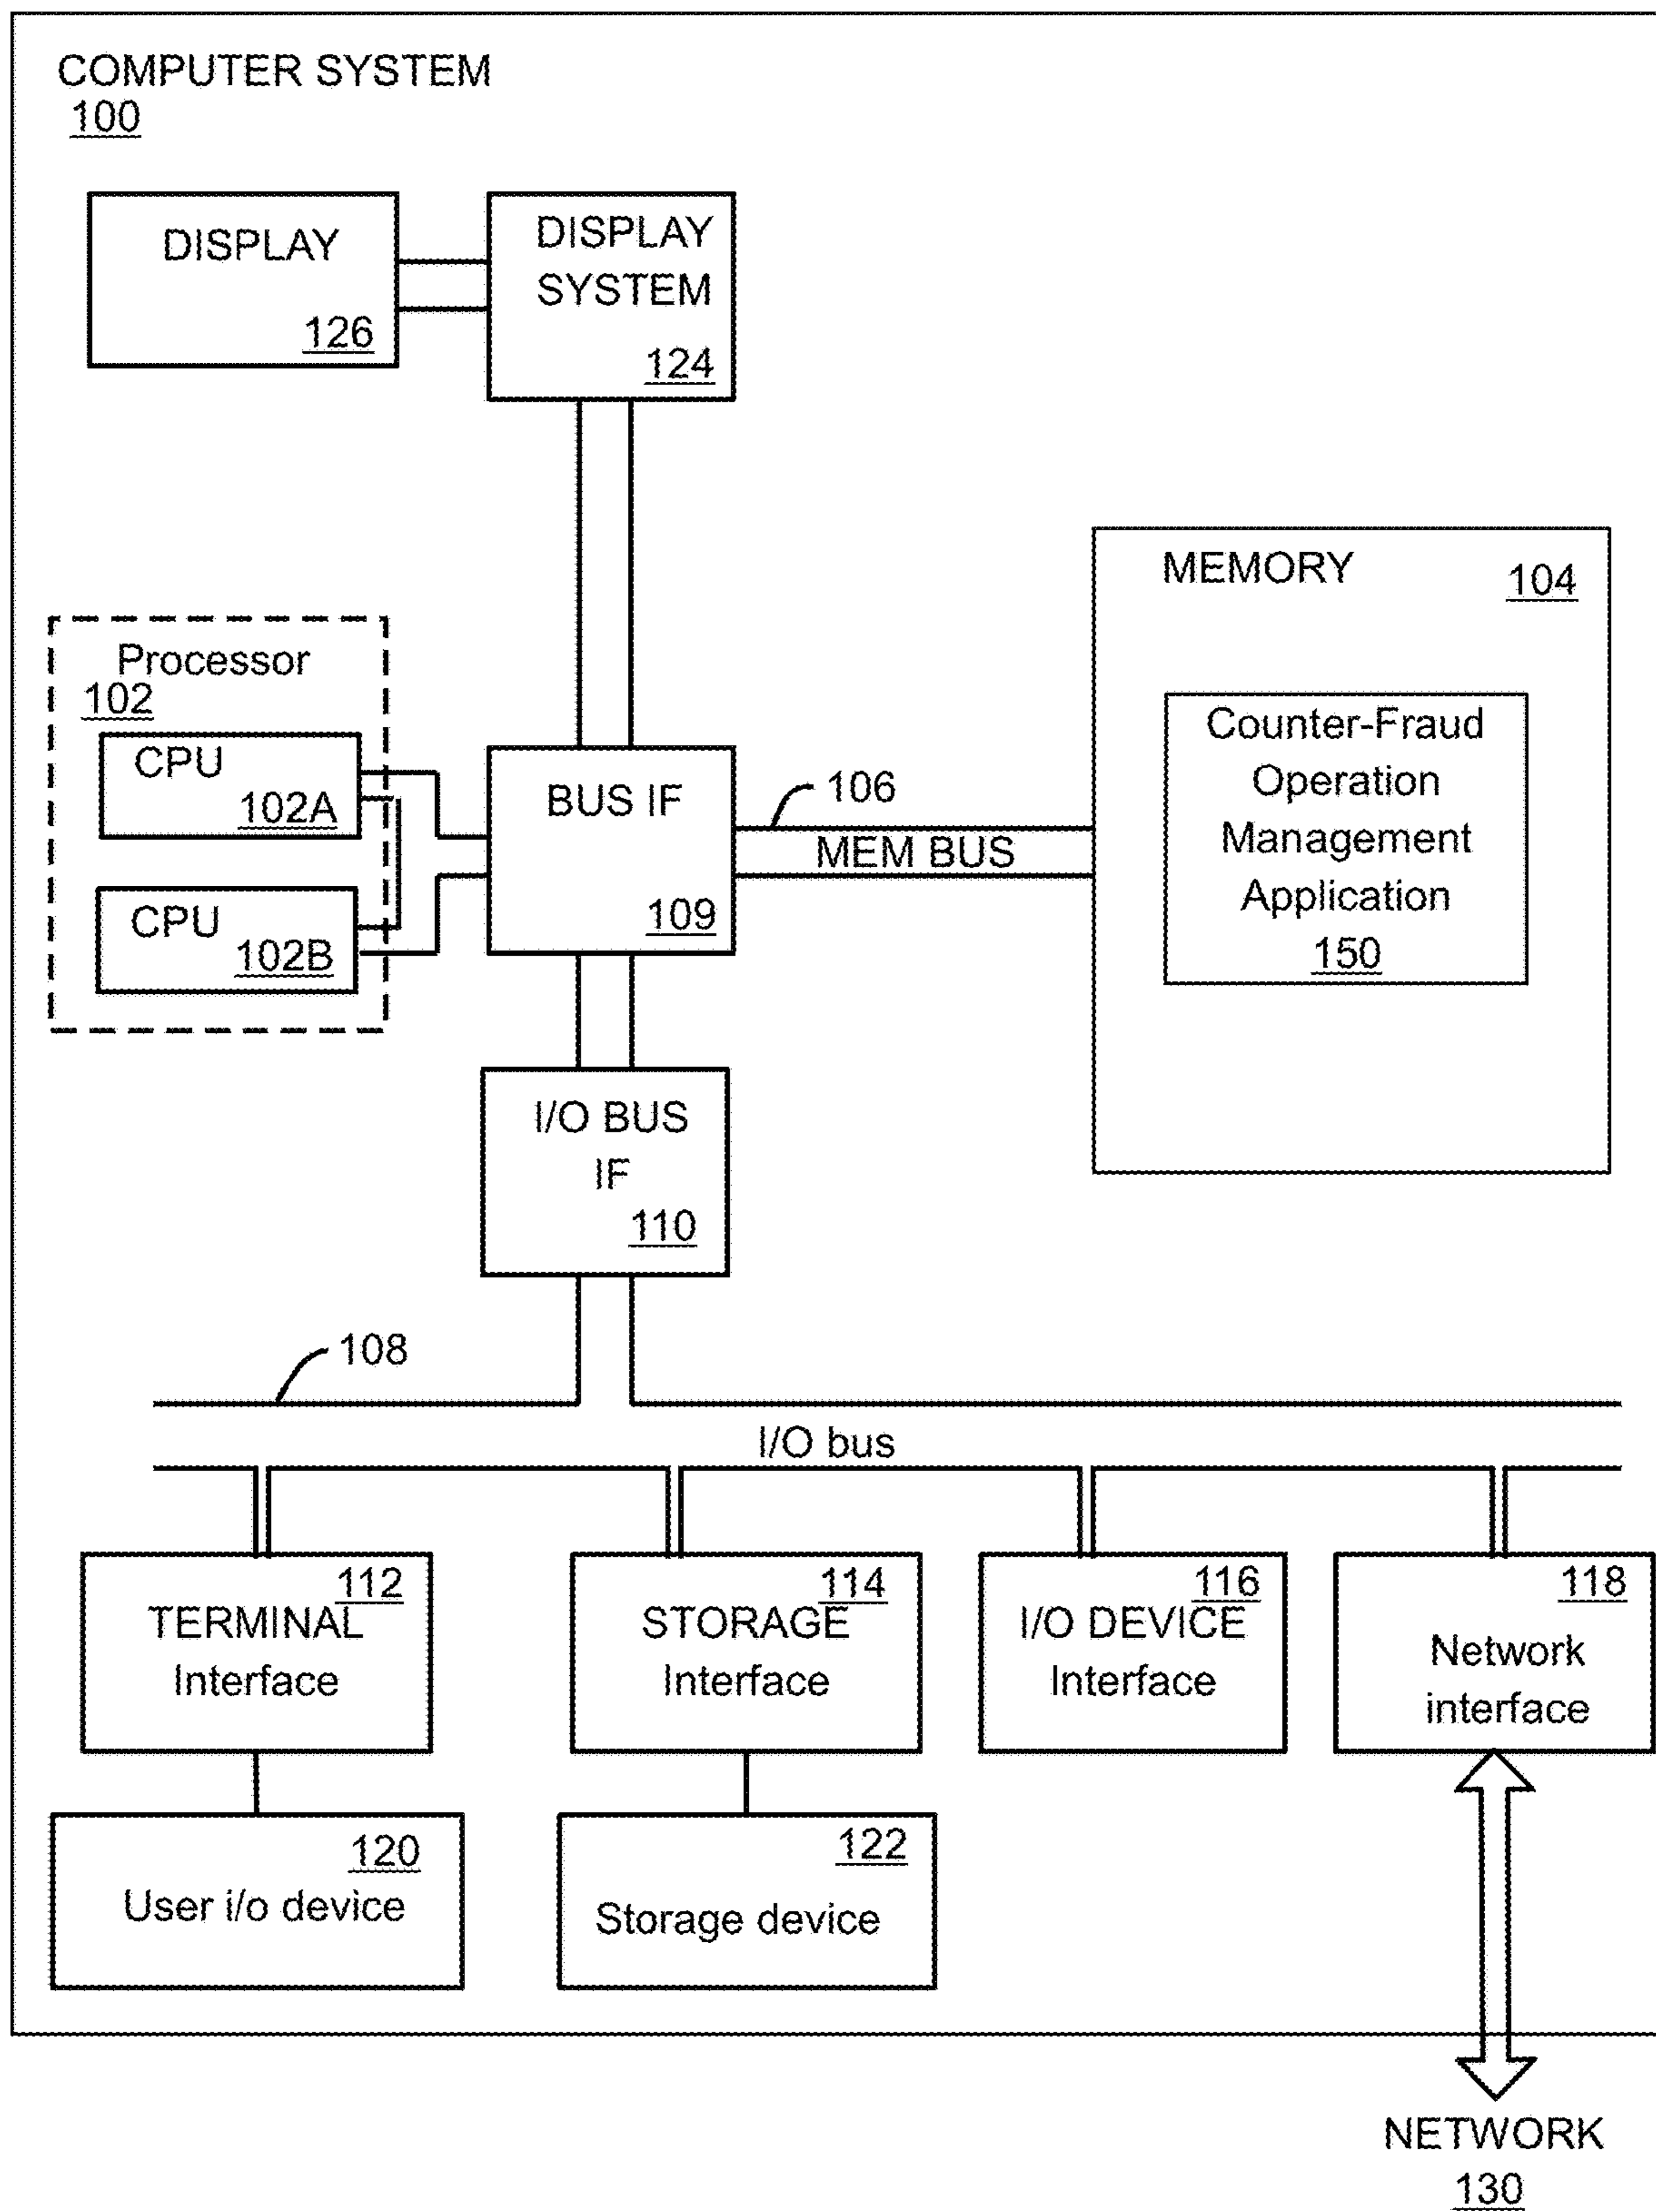 COMPUTER SYSTEM
100
DISPLAY
126
DISPLAY
SYSTEM
124
MEMORY
104
Counter-Fraud
Operation
Management
Application
150
Processor
102
CPU
102A
CPU
102B
BUS IF
109
106
MEM BUS
I/O BUS
IF
110
108
I/O bus
112
TERMINAL
Interface
114
STORAGE
Interface
116
I/O DEVICE
Interface
118
Network
interface
120
User i/o device
122
Storage device
NETWORK
130